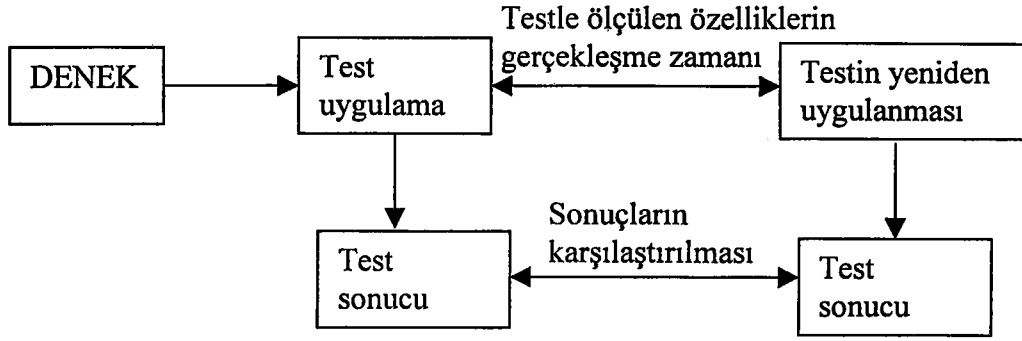 DENEK
Test
uygulama
Testle ölçülen özelliklerin
gerçekleşme zamanı
Testin yeniden
uygulanması
Test
sonucu
Sonuçların
karşılaştırılması
Test
sonucu